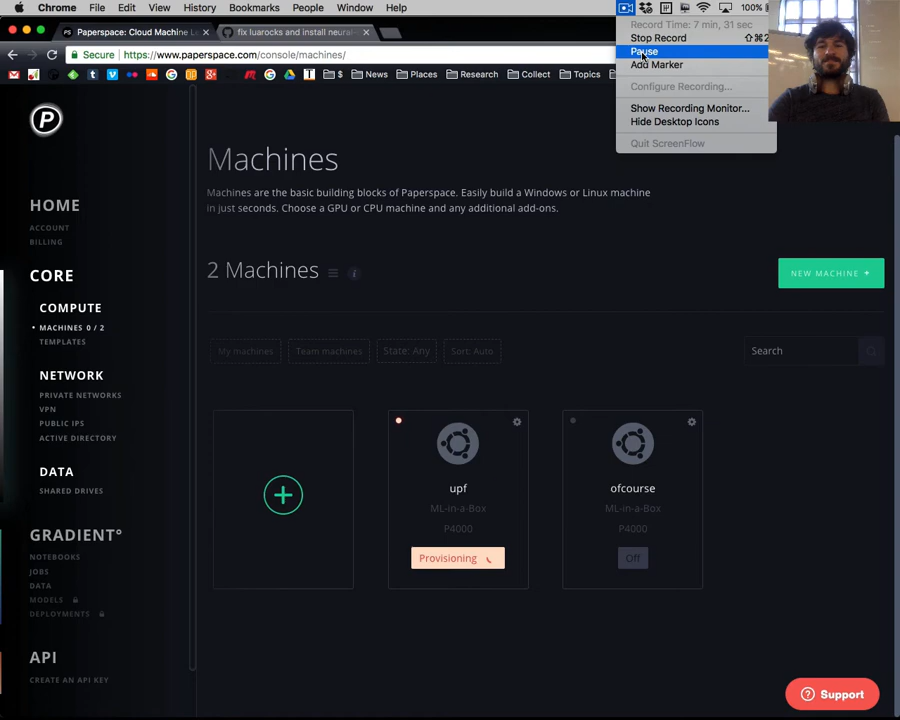 Chrome File Edit View History Bookmarks People Window Help 100%
Record Time: 7 min, 31 sec
Stop Record ⇧⌘2
Pause
Add Marker
Configure Recording...
Show Recording Monitor...
Hide Desktop Icons
Quit ScreenFlow
Paperspace: Cloud Machine Le × fix luarocks and install neural- ×
Secure https://www.paperspace.com/console/machines/
$ News Places Research Collect Topics
P
Machines
Machines are the basic building blocks of Paperspace. Easily build a Windows or Linux machine
in just seconds. Choose a GPU or CPU machine and any additional add-ons.
2 Machines
NEW MACHINE +
My machines Team machines State: Any Sort: Auto Search
upf
ML-in-a-Box
P4000
Provisioning
ofcourse
ML-in-a-Box
P4000
Off
HOME
ACCOUNT
BILLING
CORE
COMPUTE
• MACHINES 0 / 2
TEMPLATES
NETWORK
PRIVATE NETWORKS
VPN
PUBLIC IPS
ACTIVE DIRECTORY
DATA
SHARED DRIVES
GRADIENT°
NOTEBOOKS
JOBS
DATA
MODELS
DEPLOYMENTS
API
CREATE AN API KEY
Support